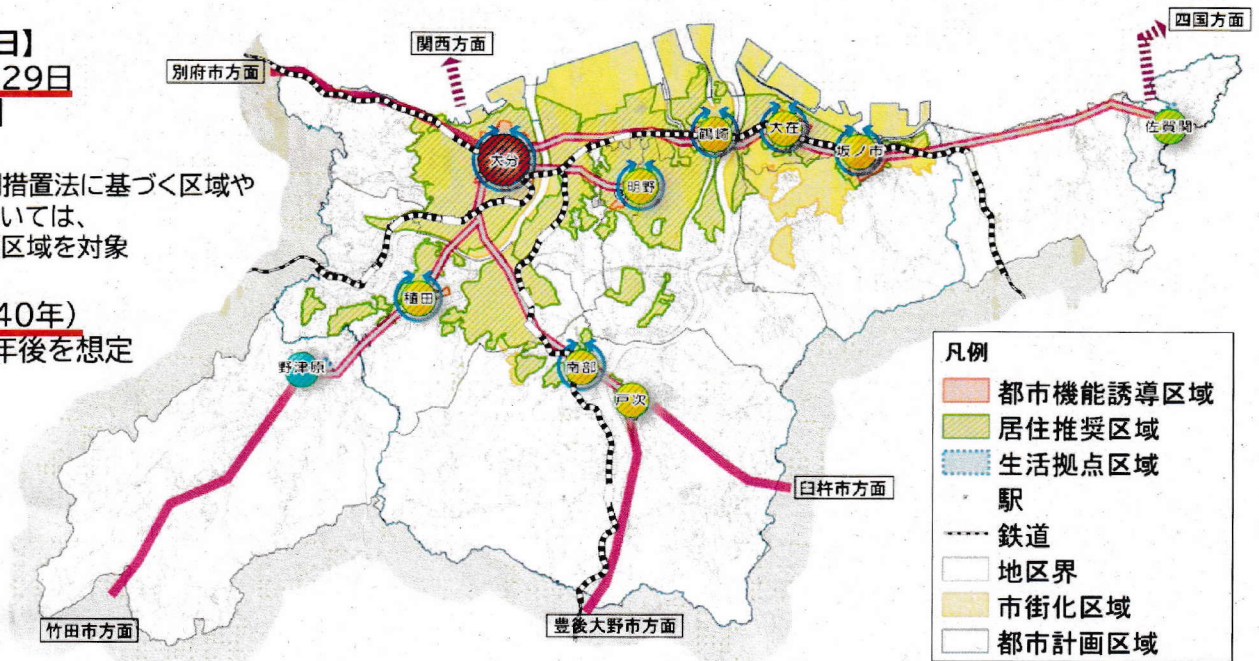 日】
29日
措置法に基づく区域や
いては、
区域を対象
40年）
年後を想定
四国方面
関西方面
別府市方面
大分
鶴崎
大在
坂ノ市
佐賀関
明野
稙田
野津原
南部
戸次
臼杵市方面
竹田市方面
豊後大野市方面
凡例
都市機能誘導区域
居住推奨区域
生活拠点区域
駅
鉄道
地区界
市街化区域
都市計画区域